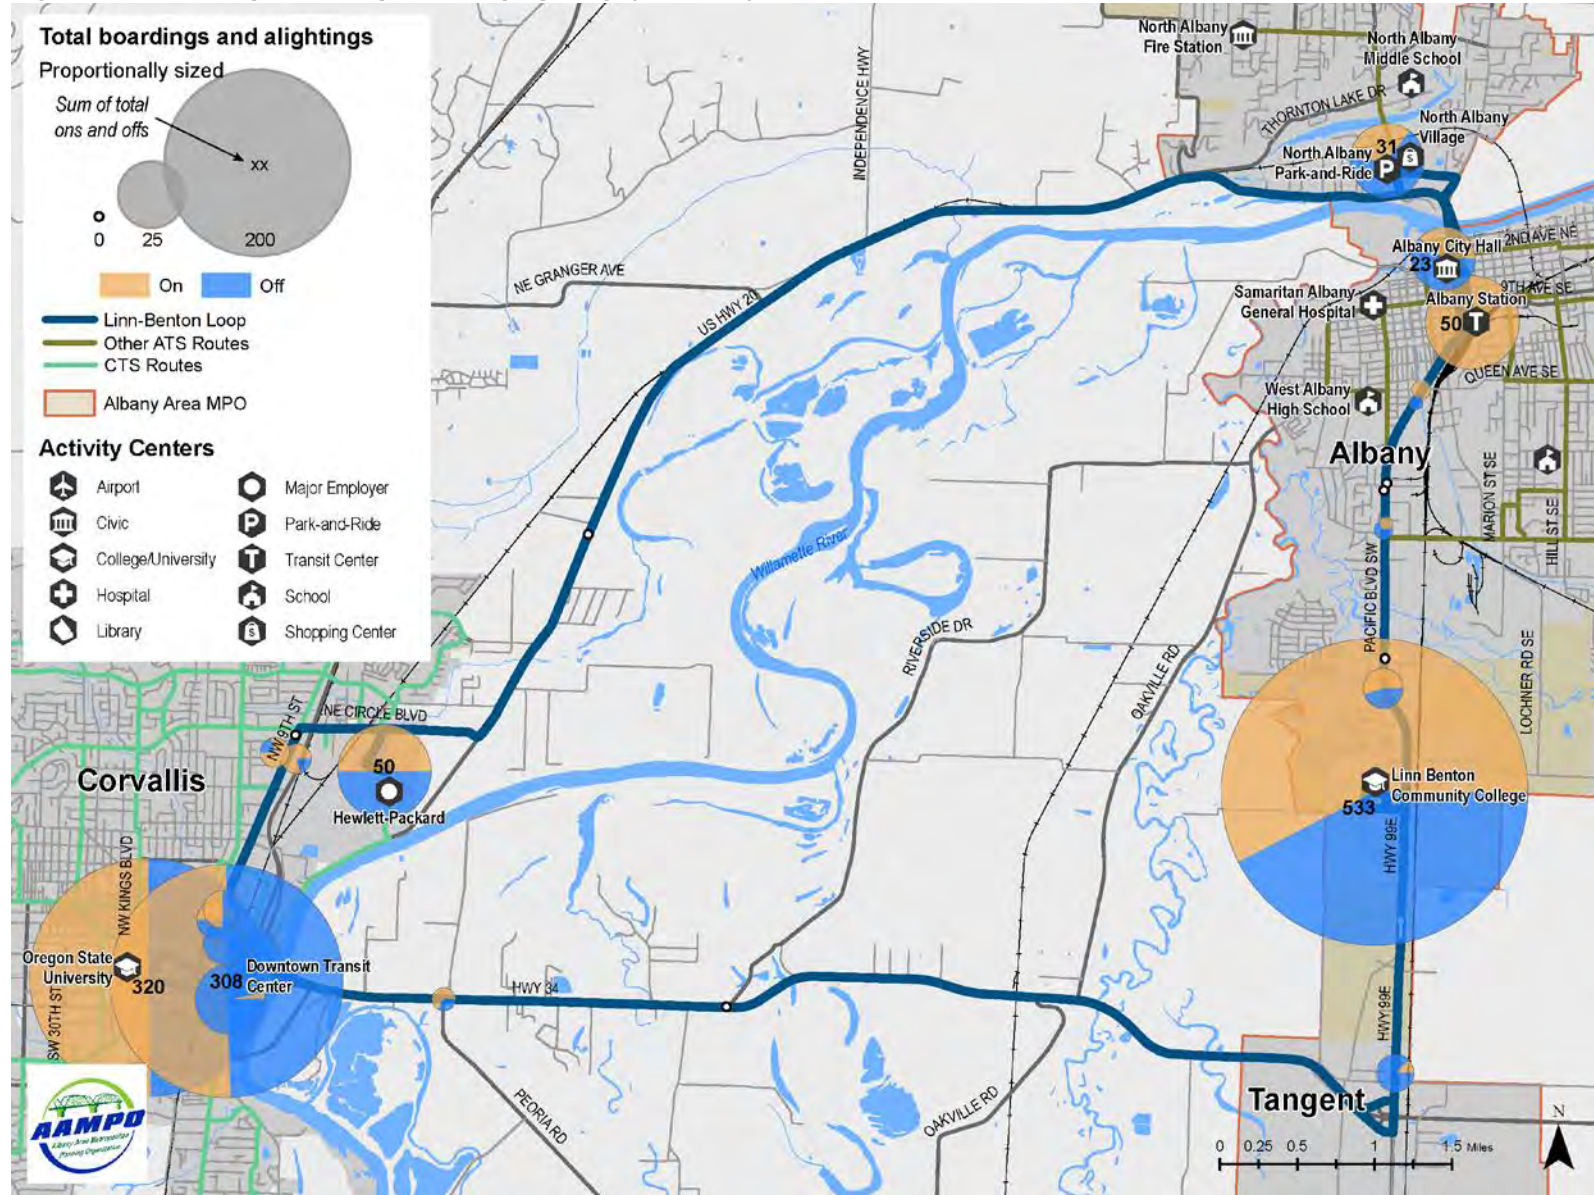 Total boardings and alightings
Proportionally sized
Sum of total
ons and offs
xx
0
25
200
On
Off
Linn-Benton Loop
Other ATS Routes
CTS Routes
Albany Area MPO
Activity Centers
Airport
Civic
College/University
Hospital
Library
Major Employer
Park-and-Ride
P
Transit Center
T
School
Shopping Center
$
North Albany
Fire Station
North Albany
Middle School
THORNTON LAKE DR
North Albany
Village
$
31
North Albany
Park-and-Ride
P
INDEPENDENCE HWY
NE GRANGER AVE
US HWY 20
Albany City Hall
2ND AVE NE
23
9TH AVE SE
Samaritan Albany
General Hospital
Albany Station
50
T
QUEEN AVE SE
West Albany
High School
Albany
MARION ST SE
HILL ST SE
PACIFIC BLVD SW
Willamette River
RIVERSIDE DR
OAKVILLE RD
LOCHNER RD SE
NW 9TH ST
NE CIRCLE BLVD
50
Hewlett-Packard
Corvallis
Linn Benton
Community College
533
HWY 99E
NW KINGS BLVD
Oregon State
University
320
308
Downtown Transit
Center
SW 30TH ST
HWY 34
HWY 99E
PEORIA RD
OAKVILLE RD
Tangent
AAMPO
Albany Area Metropolitan
Planning Organization
N
0 0.25 0.5 1 1.5 Miles